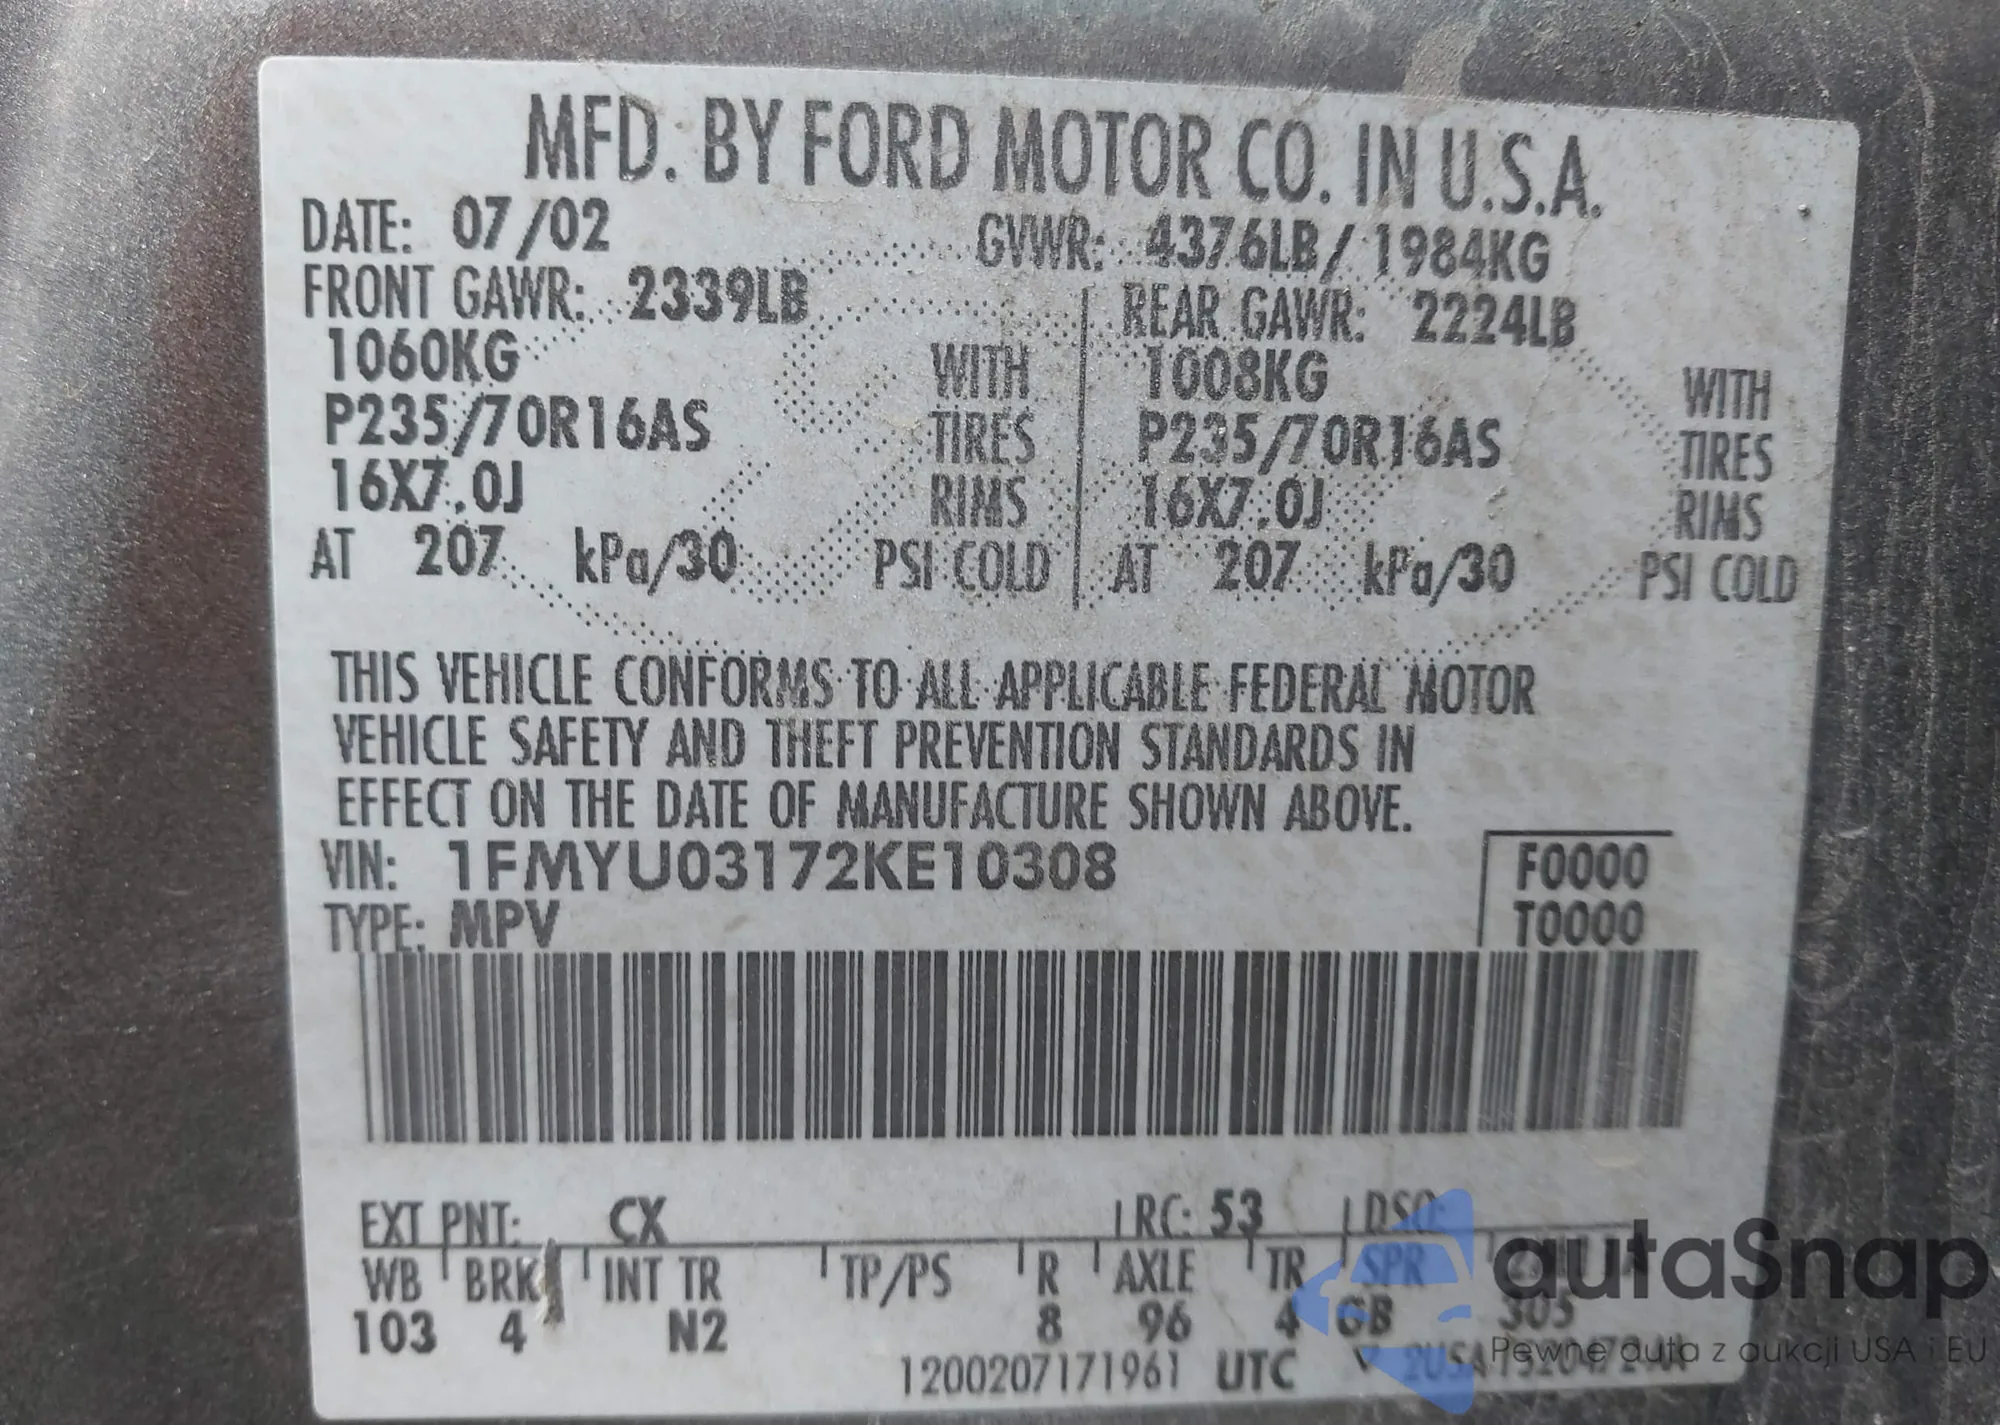 MFD. BY FORD MOTOR CO. IN U.S.A.
DATE: 07/02 GVWR: 4376LB/1984KG
FRONT GAWR: 2339LB REAR GAWR: 2224LB
1060KG WITH 1008KG WITH
P235/70R16AS TIRES P235/70R16AS TIRES
16X7.0J RIMS 16X7.0J RIMS
AT 207 kPa/30 PSI COLD AT 207 kPa/30 PSI COLD
THIS VEHICLE CONFORMS TO ALL APPLICABLE FEDERAL MOTOR
VEHICLE SAFETY AND THEFT PREVENTION STANDARDS IN
EFFECT ON THE DATE OF MANUFACTURE SHOWN ABOVE.
VIN: 1FMYU03172KE10308 F0000
TYPE: MPV T0000
EXT PNT: CX RC: 53 DSO:
WB BRK INT TR TP/PS R AXLE TR SPR
103 4 N2 8 96 4 GB 305
1200207171961 UTC
autaSnap
Pewne auta z aukcji USA i EU